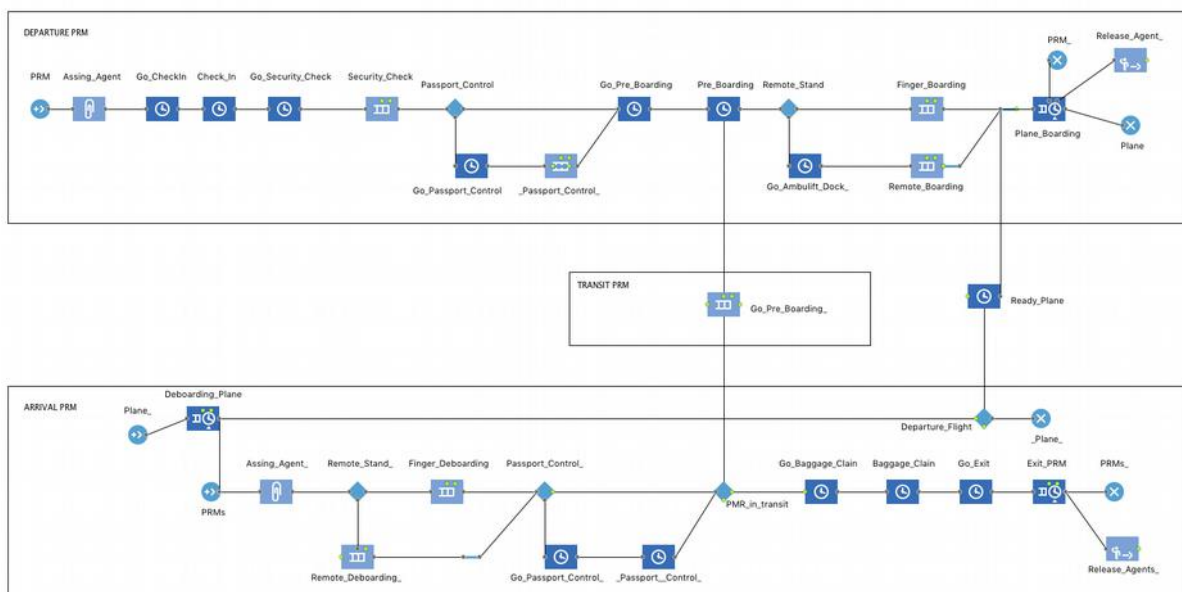 DEPARTURE PRM
PRM_
Release_Agent_
PRM
Assing_Agent
Go_CheckIn
Check_In
Go_Security_Check
Security_Check
Passport_Control
Go_Pre_Boarding
Pre_Boarding
Remote_Stand
Finger_Boarding
Plane_Boarding
Plane
Go_Passport_Control
_Passport_Control_
Go_Ambulift_Dock_
Remote_Boarding
TRANSIT PRM
Go_Pre_Boarding_
Ready_Plane
ARRIVAL PRM
Deboarding_Plane
Plane_
Departure_Flight
_Plane_
Assing_Agent_
Remote_Stand_
Finger_Deboarding
Passport_Control_
Go_Baggage_Clain
Baggage_Clain
Go_Exit
Exit_PRM
PRMs_
PRMs
PMR_in_transit
Remote_Deboarding_
Go_Passport_Control_
_Passport__Control_
Release_Agents_